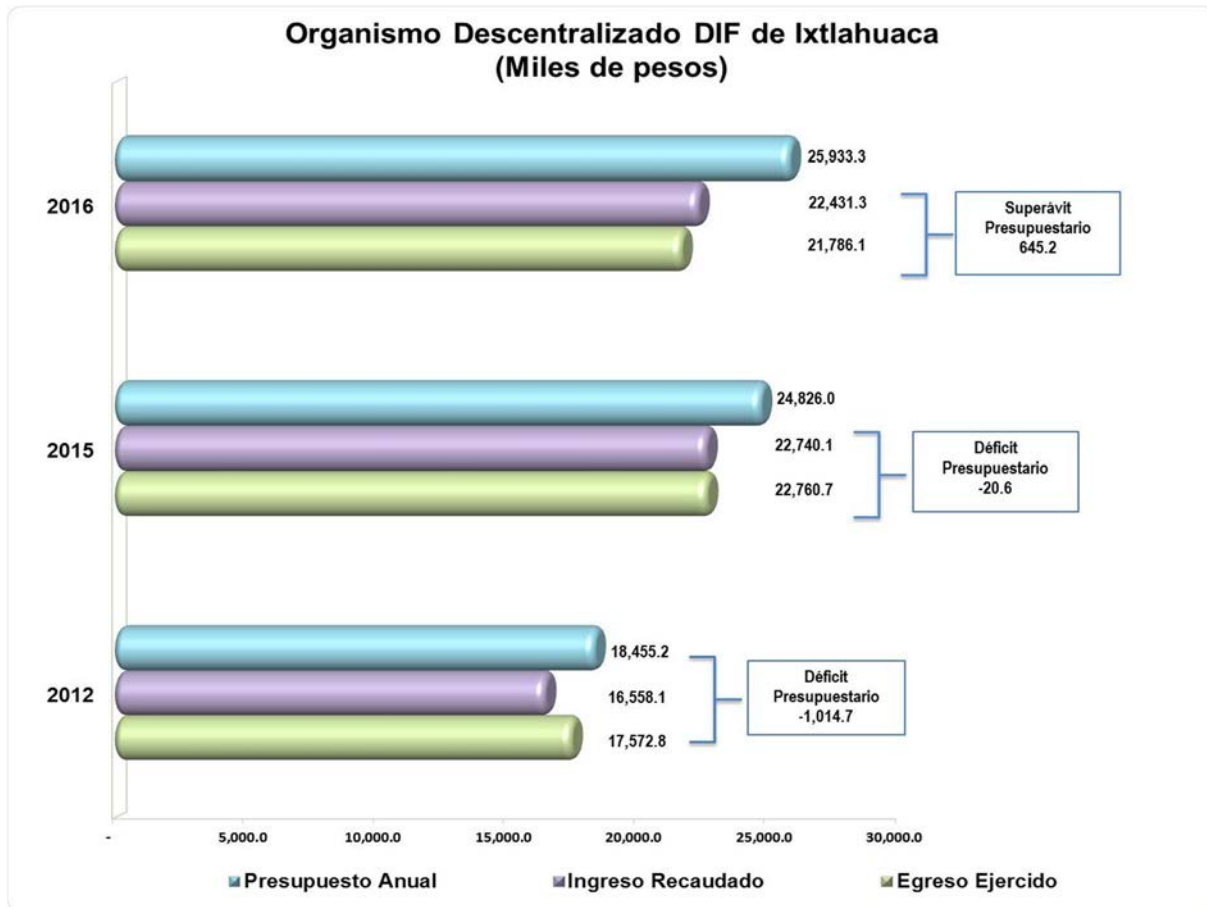 Organismo Descentralizado DIF de Ixtlahuaca
(Miles de pesos)
2016
25,933.3
22,431.3
21,786.1
Superávit
Presupuestario
645.2
2015
24,826.0
22,740.1
22,760.7
Déficit
Presupuestario
-20.6
2012
18,455.2
16,558.1
17,572.8
Déficit
Presupuestario
-1,014.7
- 5,000.0 10,000.0 15,000.0 20,000.0 25,000.0 30,000.0
Presupuesto Anual Ingreso Recaudado Egreso Ejercido